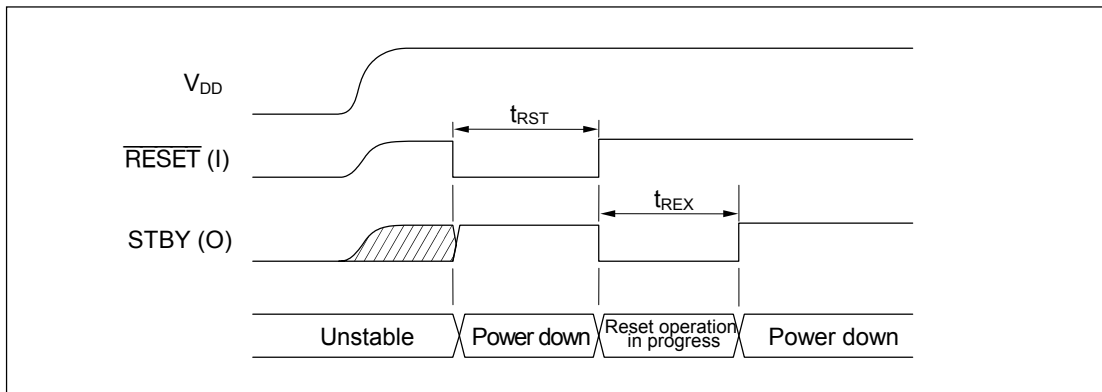 VDD
tRST
RESET (I)
tREX
STBY (O)
Unstable
Power down
Reset operation
in progress
Power down